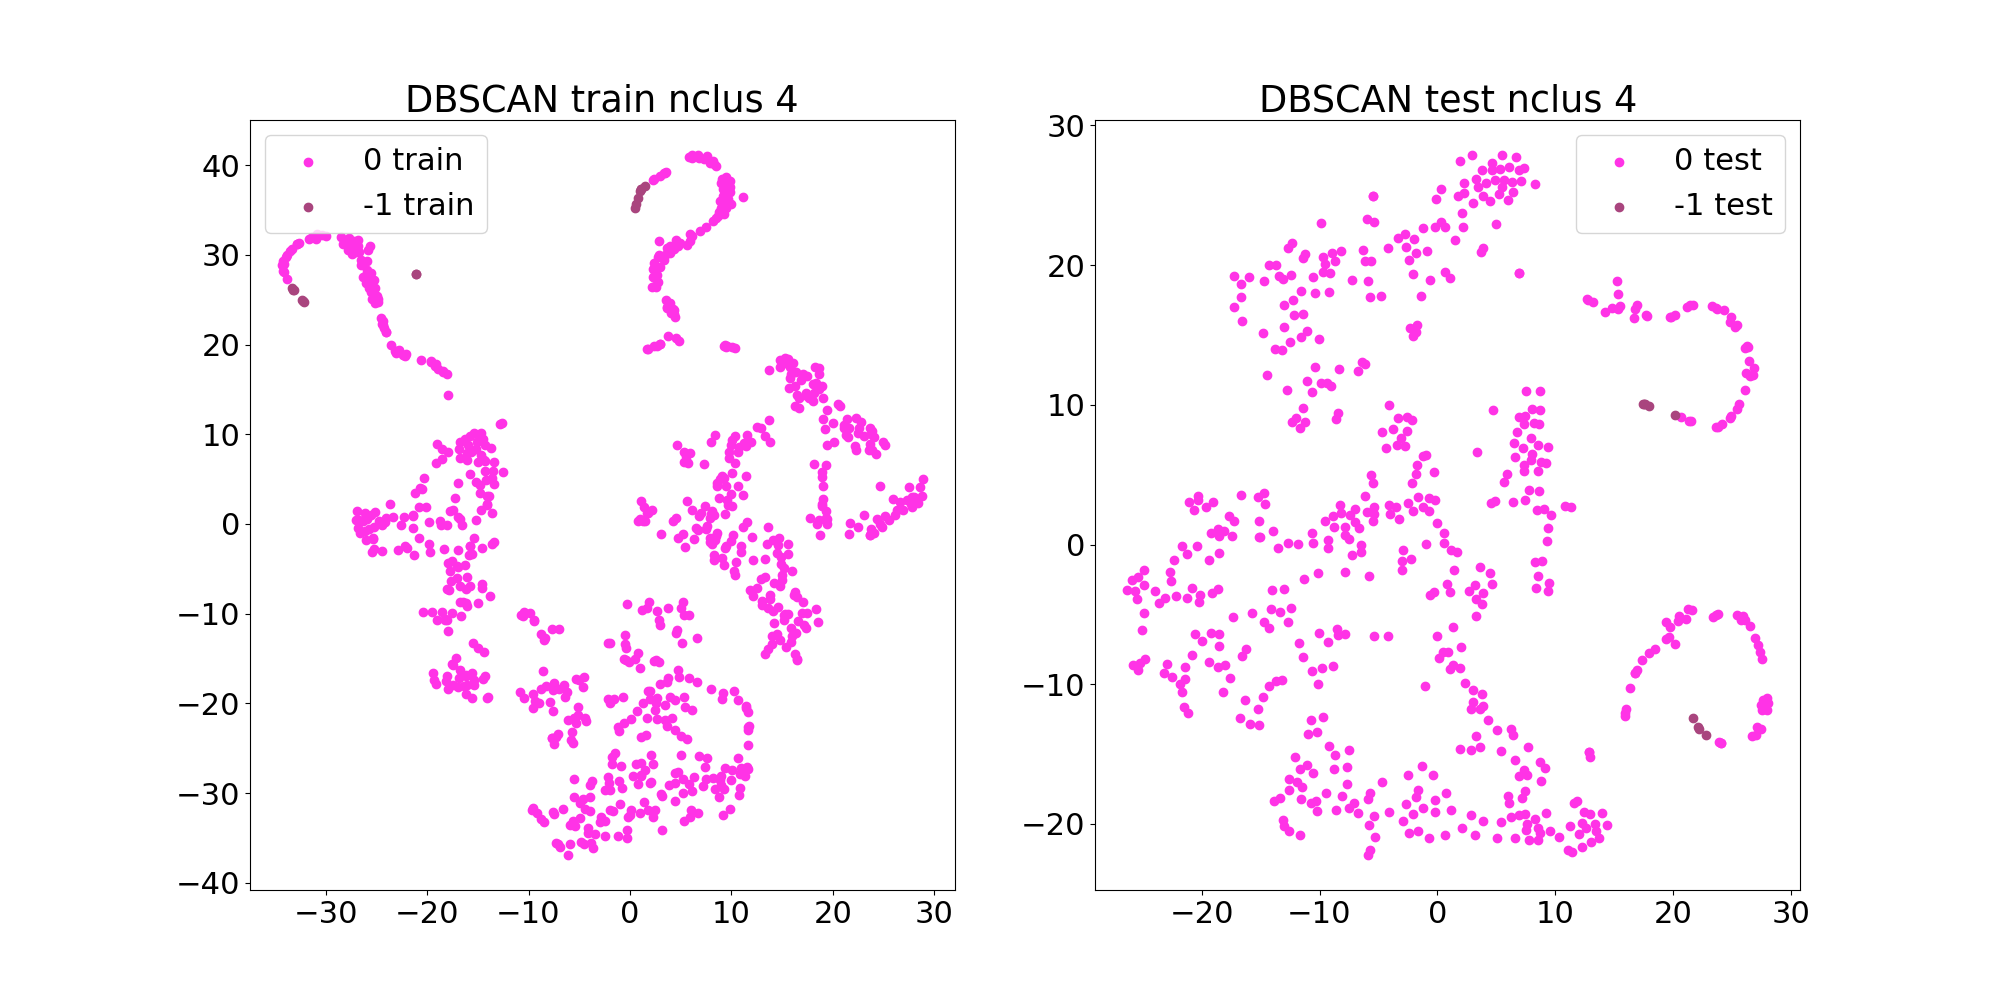 DBSCAN train nclus 4
0 train
-1 train
40
30
20
10
0
−10
−20
−30
−40
−30 −20 −10 0 10 20 30
DBSCAN test nclus 4
0 test
-1 test
30
20
10
0
−10
−20
−20 −10 0 10 20 30